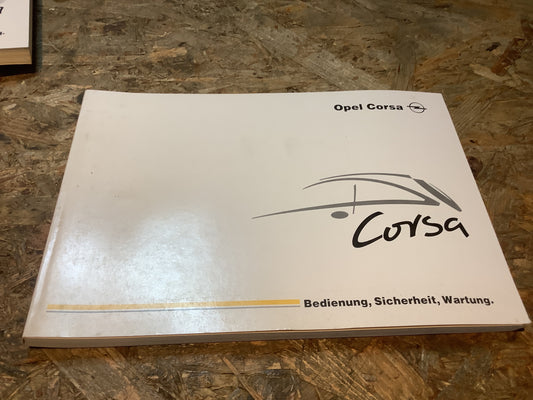 Opel Corsa
Corsa
Bedienung, Sicherheit, Wartung.